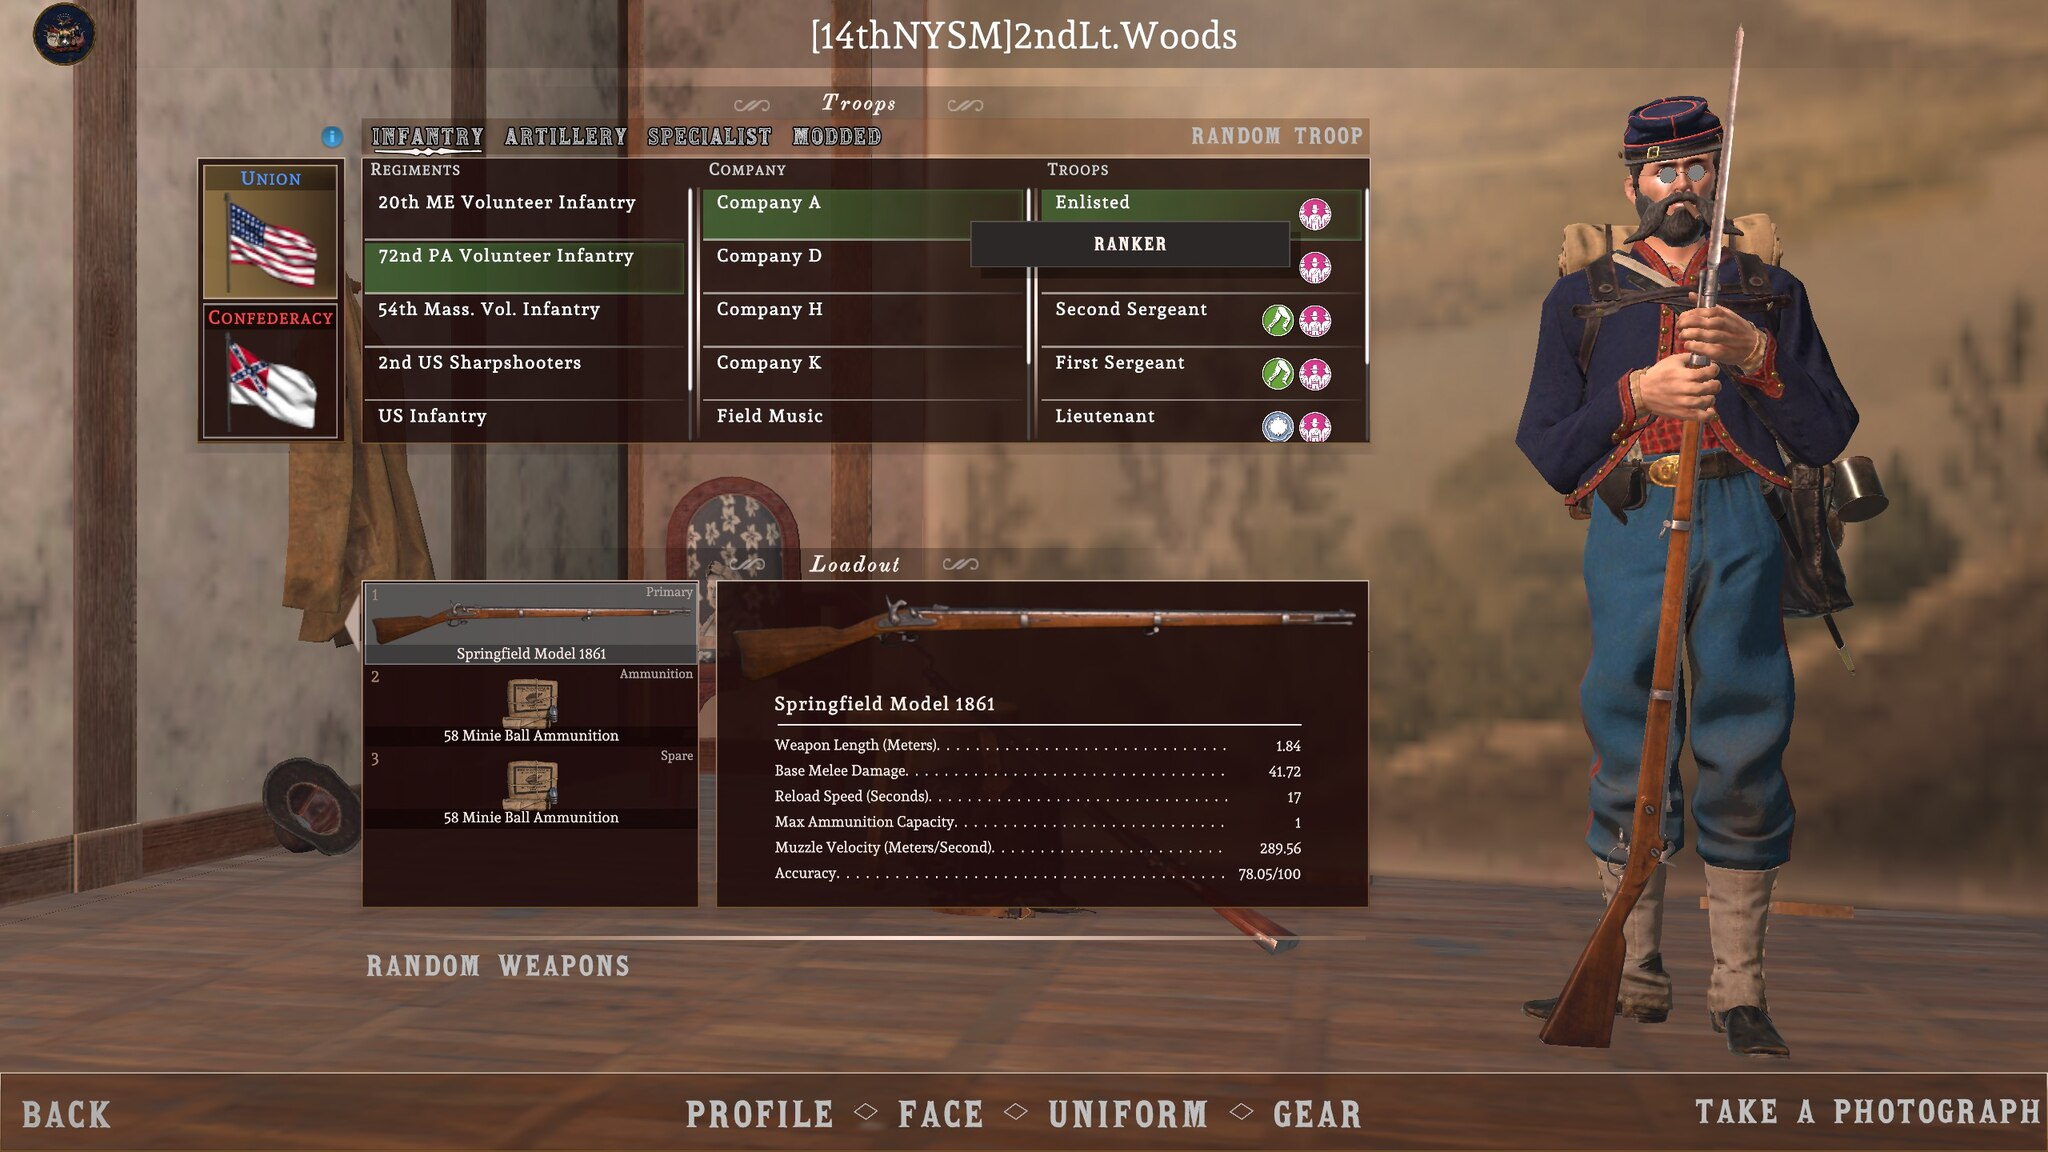 [14thNYSM]2ndLt.Woods
Troops
INFANTRY ARTILLERY SPECIALIST MODDED RANDOM TROOP
UNION
CONFEDERACY
REGIMENTS
20th ME Volunteer Infantry
72nd PA Volunteer Infantry
54th Mass. Vol. Infantry
2nd US Sharpshooters
US Infantry
COMPANY
Company A
Company D
Company H
Company K
Field Music
TROOPS
Enlisted
RANKER
Second Sergeant
First Sergeant
Lieutenant
Loadout
1 Primary
Springfield Model 1861
2 Ammunition
58 Minie Ball Ammunition
3 Spare
58 Minie Ball Ammunition
Springfield Model 1861
Weapon Length (Meters). 1.84
Base Melee Damage. 41.72
Reload Speed (Seconds). 17
Max Ammunition Capacity. 1
Muzzle Velocity (Meters/Second). 289.56
Accuracy. 78.05/100
RANDOM WEAPONS
BACK PROFILE FACE UNIFORM GEAR TAKE A PHOTOGRAPH